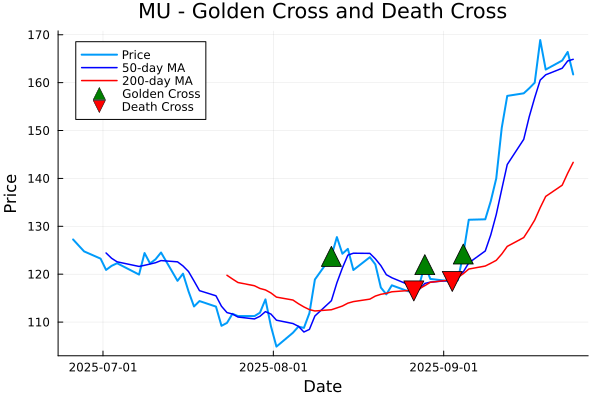 MU - Golden Cross and Death Cross
Price
50-day MA
200-day MA
Golden Cross
Death Cross
Price
170
160
150
140
130
120
110
2025-07-01
2025-08-01
2025-09-01
Date